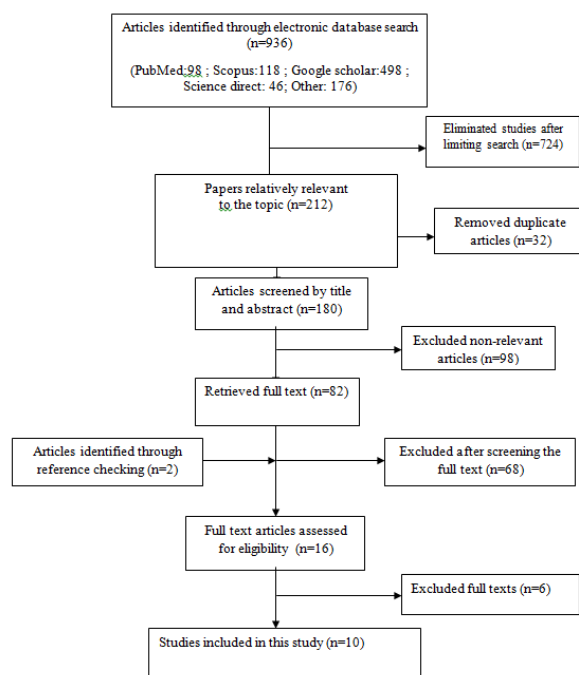 Articles identified through electronic database search
(n=936)
(PubMed:98 ; Scopus:118 ; Google scholar:498 ;
Science direct: 46; Other: 176)
Eliminated studies after
limiting search (n=724)
Papers relatively relevant
to the topic (n=212)
Removed duplicate
articles (n=32)
Articles screened by title
and abstract (n=180)
Excluded non-relevant
articles (n=98)
Retrieved full text (n=82)
Articles identified through
reference checking (n=2)
Excluded after screening the
full text (n=68)
Full text articles assessed
for eligibility (n=16)
Excluded full texts (n=6)
Studies included in this study (n=10)